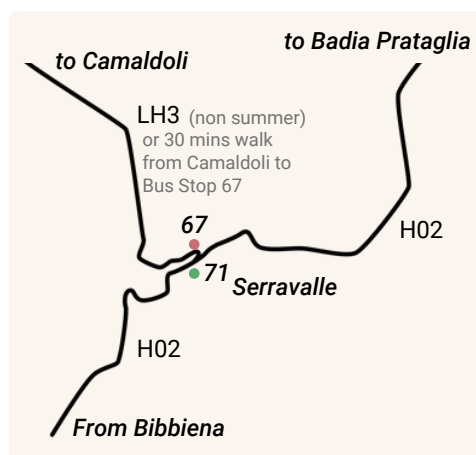 to Badia Prataglia
to Camaldoli
LH3 (non summer)
or 30 mins walk
from Camaldoli to
Bus Stop 67
67
H02
71
Serravalle
H02
From Bibbiena